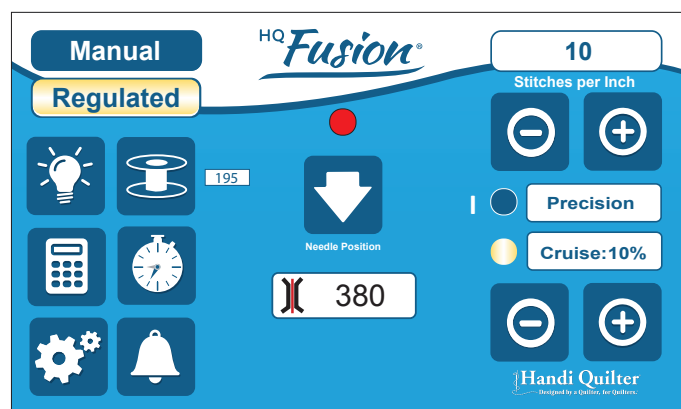 Manual
Regulated
HQ Fusion®
10
Stitches per Inch
195
Needle Position
380
Precision
Cruise:10%
Handi Quilter
Designed by a Quilter, for Quilters.